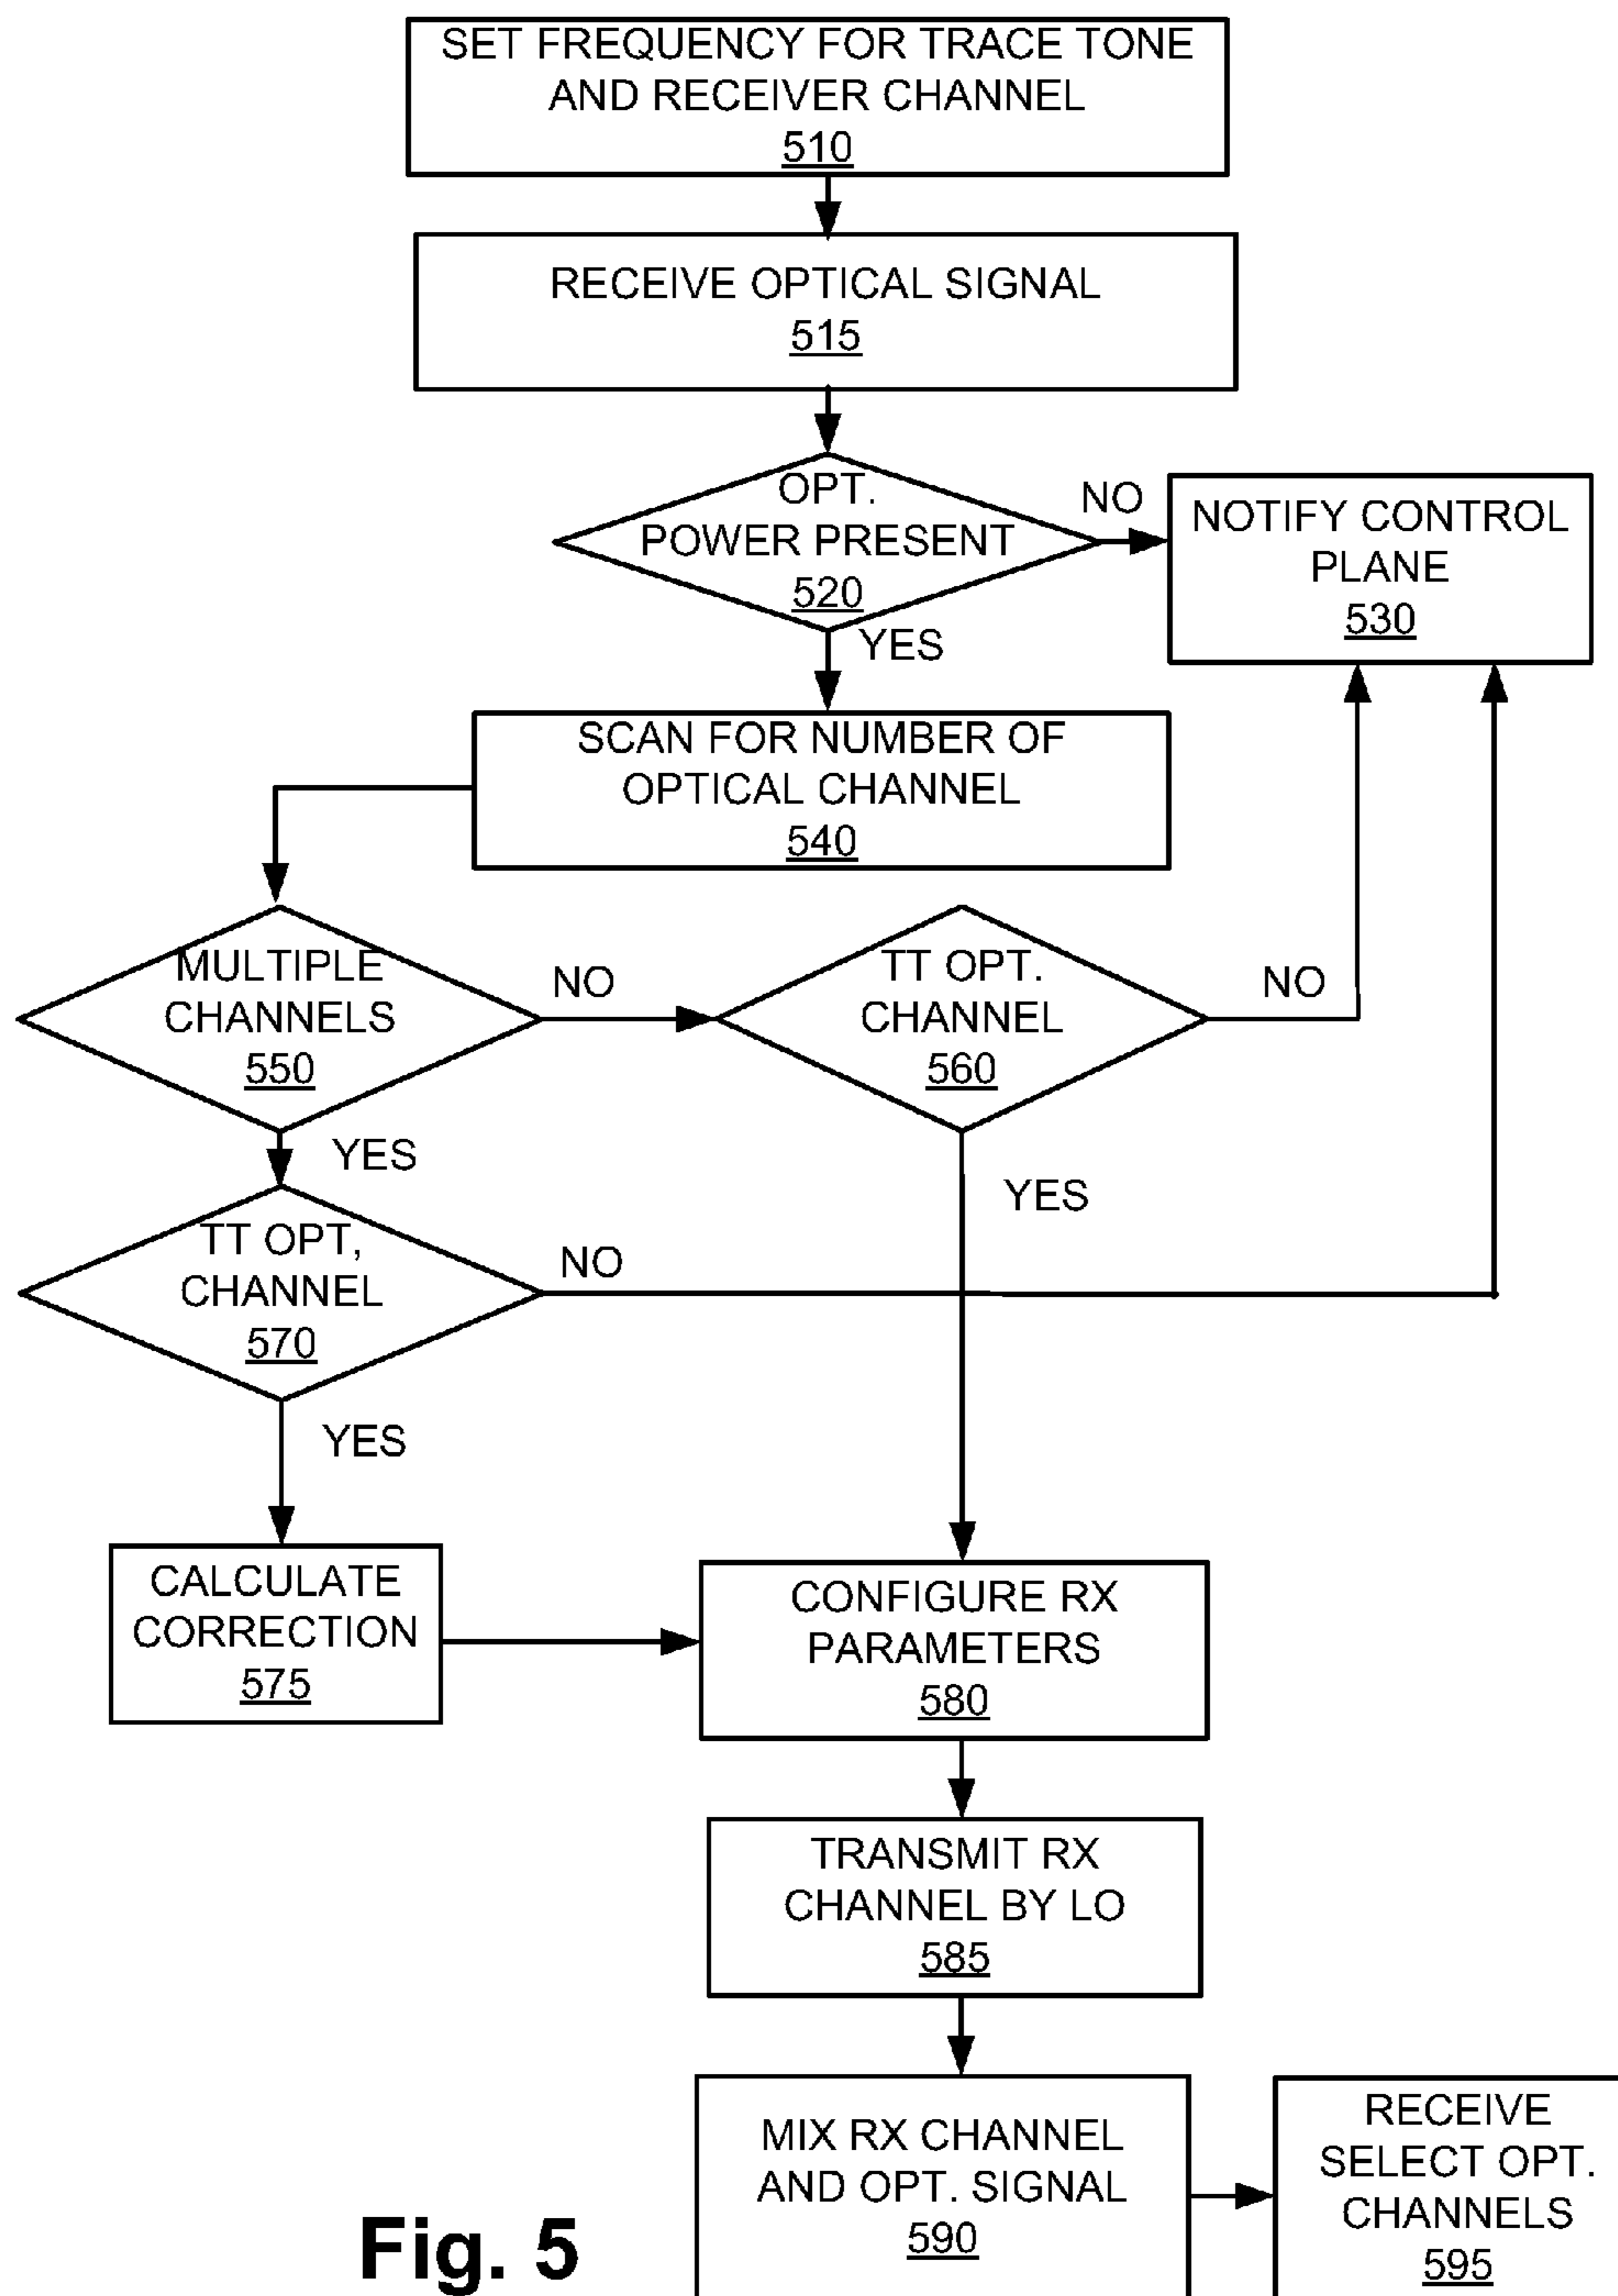 SET FREQUENCY FOR TRACE TONE
AND RECEIVER CHANNEL
510
RECEIVE OPTICAL SIGNAL
515
OPT.
POWER PRESENT
520
NO
NOTIFY CONTROL
PLANE
530
YES
SCAN FOR NUMBER OF
OPTICAL CHANNEL
540
MULTIPLE
CHANNELS
550
NO
TT OPT.
CHANNEL
560
NO
YES
YES
TT OPT,
CHANNEL
570
NO
YES
CALCULATE
CORRECTION
575
CONFIGURE RX
PARAMETERS
580
TRANSMIT RX
CHANNEL BY LO
585
MIX RX CHANNEL
AND OPT. SIGNAL
590
RECEIVE
SELECT OPT.
CHANNELS
595
Fig. 5